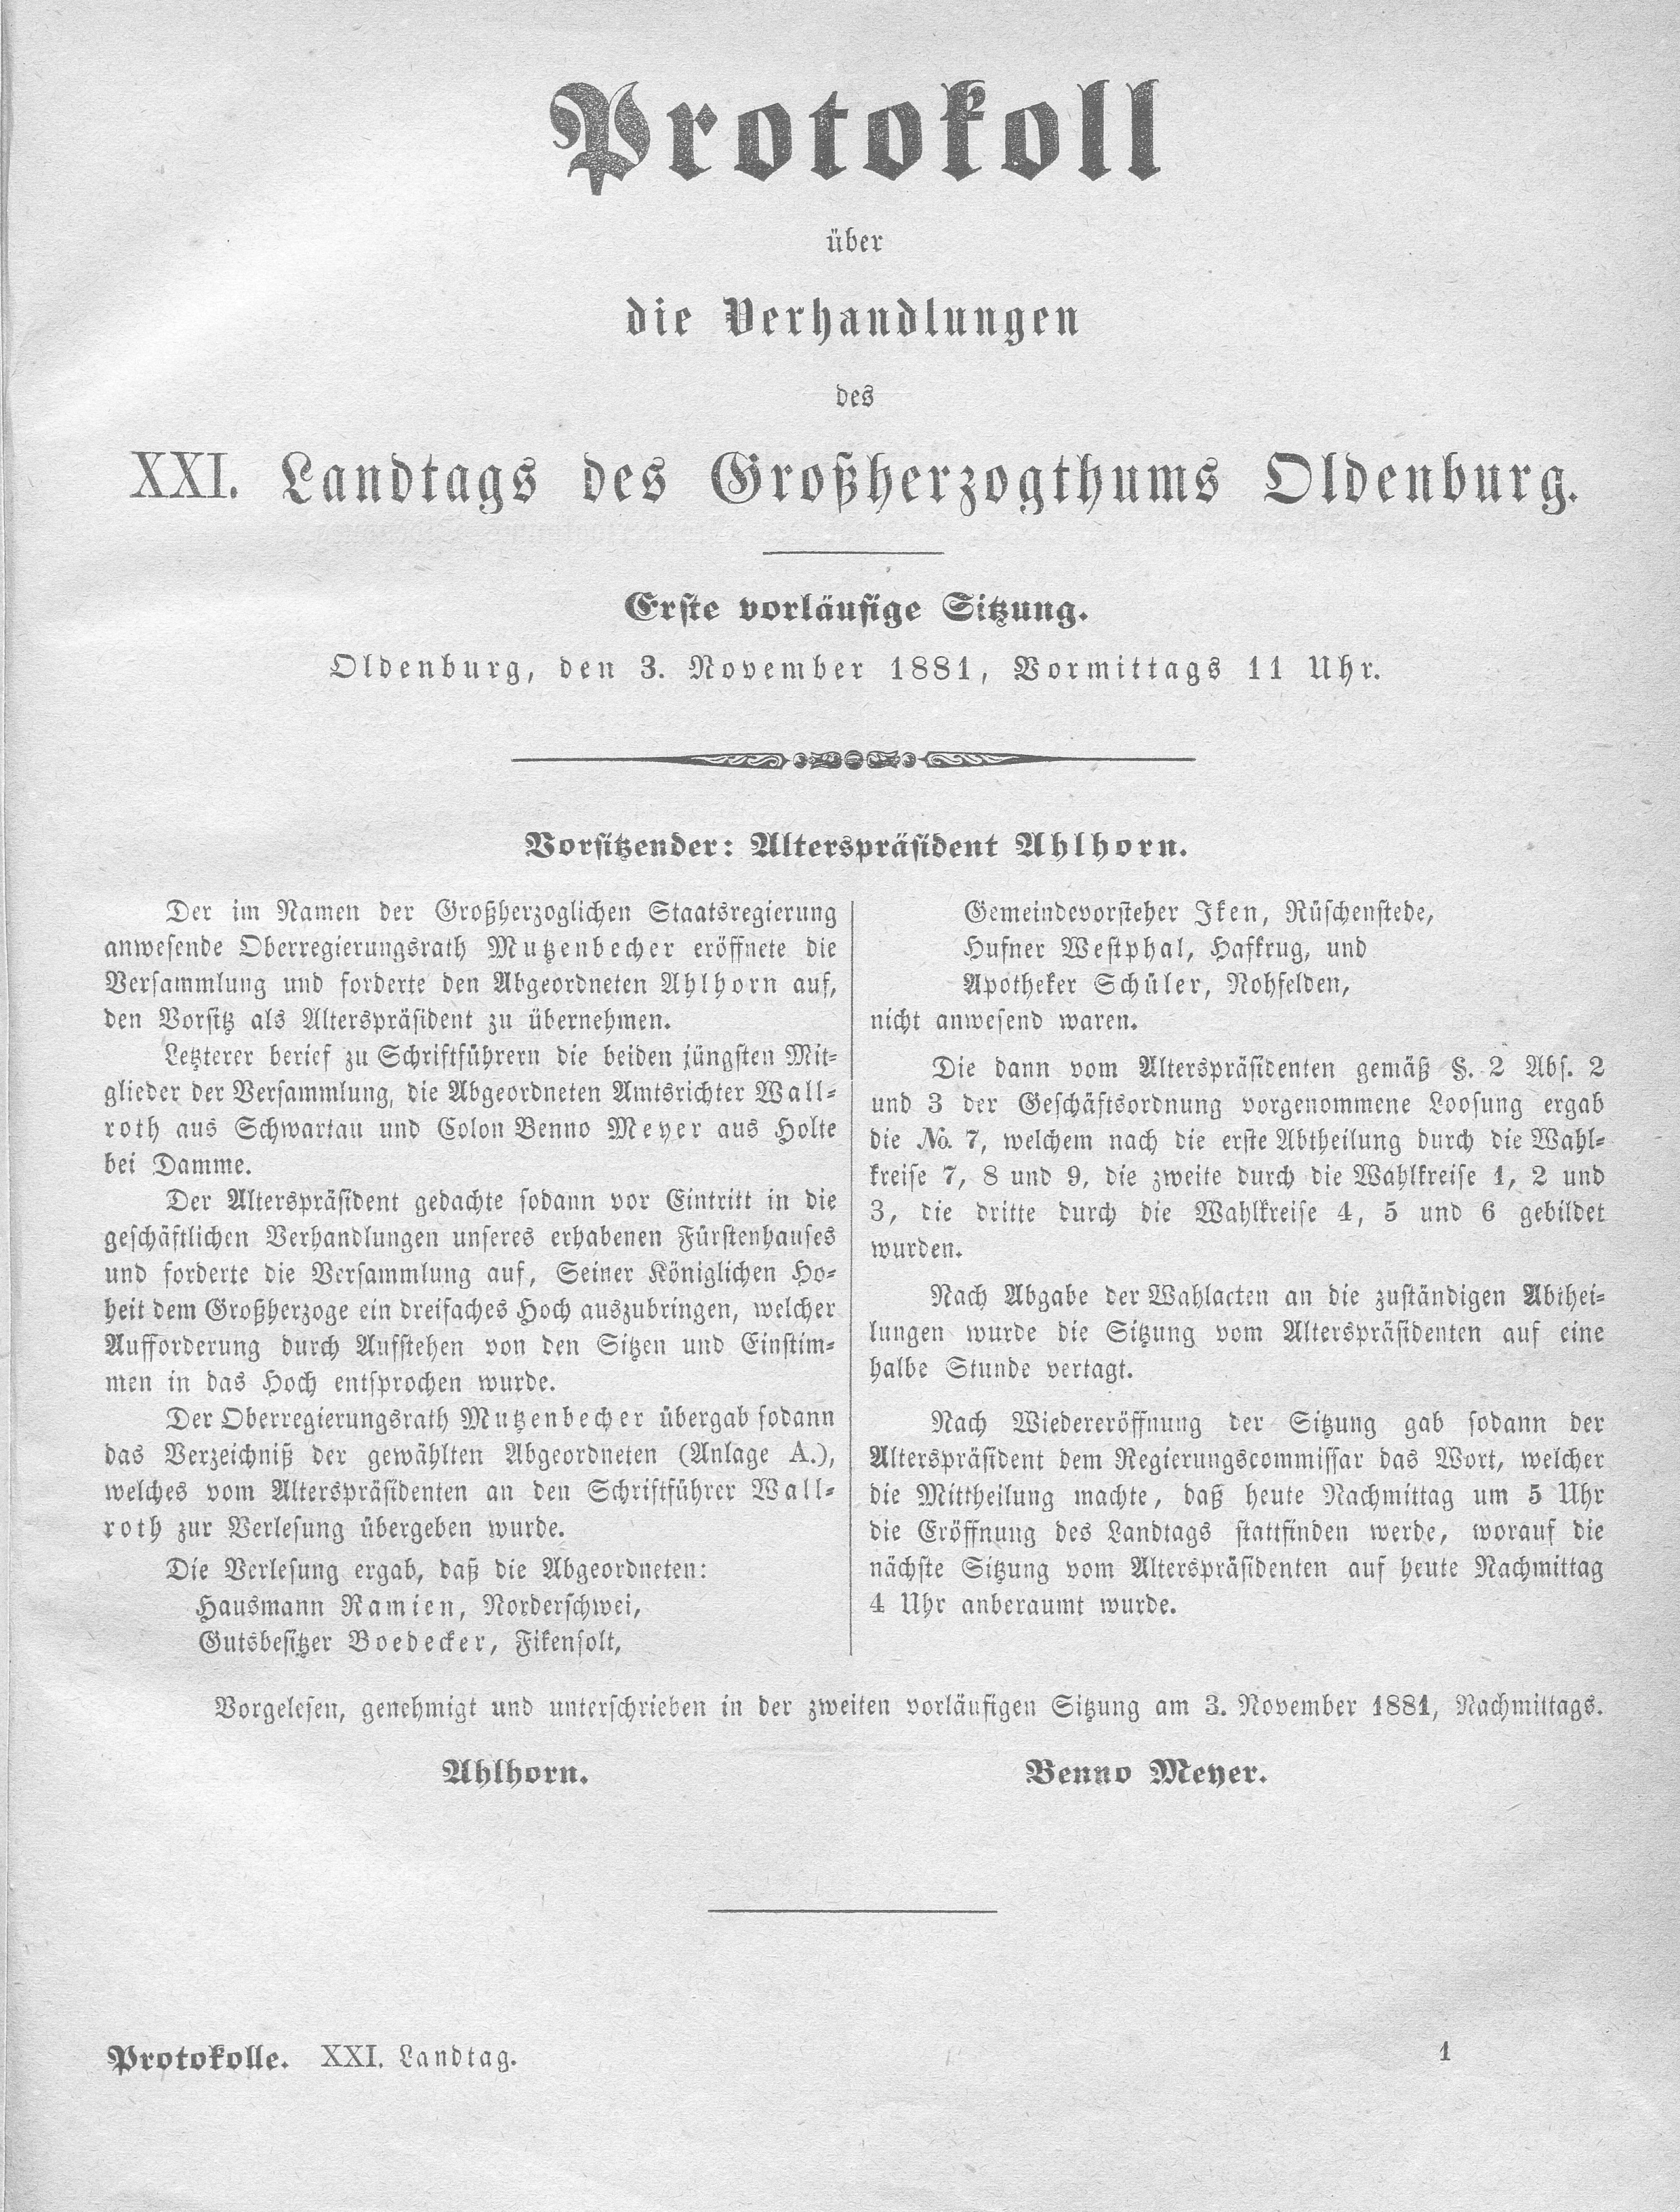 Protokoll
über
die Verhandlungen
des
XXI. Landtags des Großherzogthums Oldenburg.
Erste vorläufige Sitzung.
Oldenburg, den 3. November 1881, Vormittags 11 Uhr.
Vorsitzender: Alterspräsident Ahlhorn.
Der im Namen der Großherzoglichen Staatsregierung
anwesende Oberregierungsrath Mutzenbecher eröffnete die
Versammlung und forderte den Abgeordneten Ahlhorn auf,
den Vorsitz als Alterspräsident zu übernehmen.
Letzterer berief zu Schriftführern die beiden jüngsten Mit-
glieder der Versammlung, die Abgeordneten Amtsrichter Wall-
roth aus Schwartau und Colon Benno Meyer aus Holte
bei Damme.
Der Alterspräsident gedachte sodann vor Eintritt in die
geschäftlichen Verhandlungen unseres erhabenen Fürstenhauses
und forderte die Versammlung auf, Seiner Königlichen Ho-
heit dem Großherzoge ein dreifaches Hoch auszubringen, welcher
Aufforderung durch Aufstehen von den Sitzen und Einstim-
men in das Hoch entsprochen wurde.
Der Oberregierungsrath Mutzenbecher übergab sodann
das Verzeichniß der gewählten Abgeordneten (Anlage A.),
welches vom Alterspräsidenten an den Schriftführer Wall-
roth zur Verlesung übergeben wurde.
Die Verlesung ergab, daß die Abgeordneten:
Hausmann Ramien, Norderschwei,
Gutsbesitzer Boedecker, Fikensolt,
Gemeindevorsteher Iken, Rüschenstede,
Hufner Westphal, Haffkrug, und
Apotheker Schüler, Nohfelden,
nicht anwesend waren.
Die dann vom Alterspräsidenten gemäß §. 2 Abs. 2
und 3 der Geschäftsordnung vorgenommene Loosung ergab
die No. 7, welchem nach die erste Abtheilung durch die Wahl-
kreise 7, 8 und 9, die zweite durch die Wahlkreise 1, 2 und
3, die dritte durch die Wahlkreise 4, 5 und 6 gebildet
wurden.
Nach Abgabe der Wahlacten an die zuständigen Abthei-
lungen wurde die Sitzung vom Alterspräsidenten auf eine
halbe Stunde vertagt.
Nach Wiedereröffnung der Sitzung gab sodann der
Alterspräsident dem Regierungscommissar das Wort, welcher
die Mittheilung machte, daß heute Nachmittag um 5 Uhr
die Eröffnung des Landtags stattfinden werde, worauf die
nächste Sitzung vom Alterspräsidenten auf heute Nachmittag
4 Uhr anberaumt wurde.
Vorgelesen, genehmigt und unterschrieben in der zweiten vorläufigen Sitzung am 3. November 1881, Nachmittags.
Ahlhorn. Benno Meyer.
Protokolle. XXI. Landtag. 1